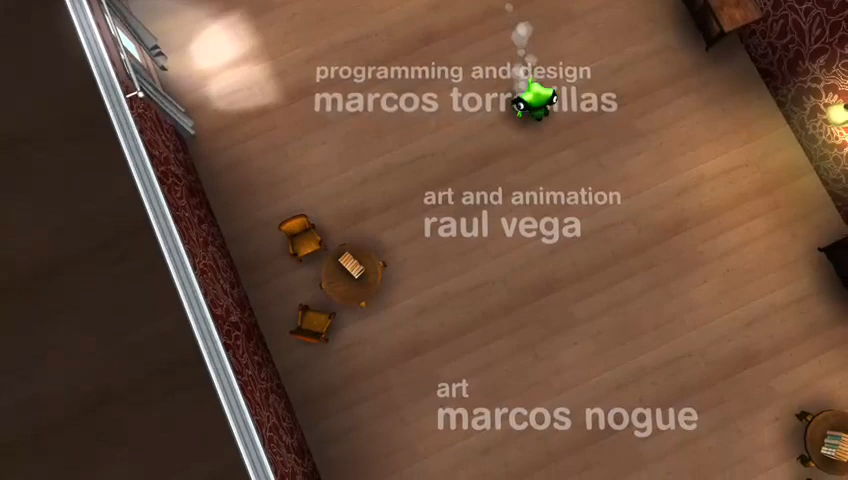 programming and design
marcos
art and animation
raul vega
art
marcos nogue